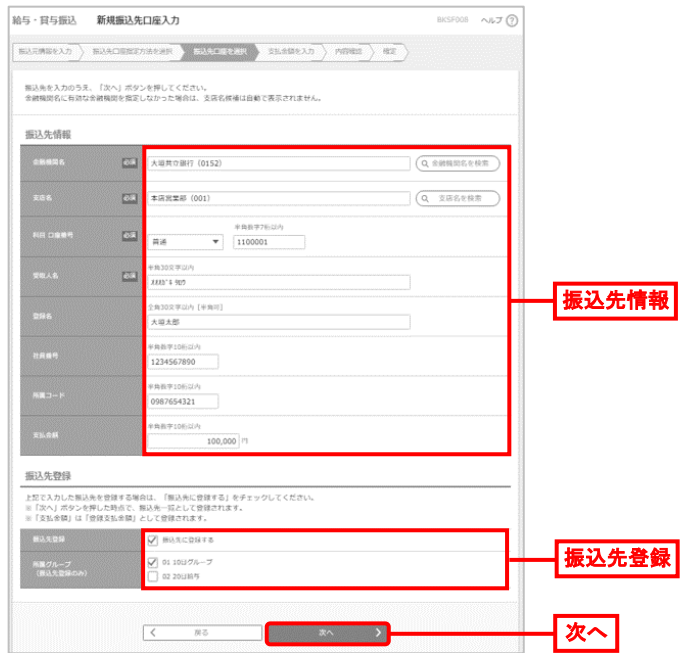 給与・賞与振込 新規振込先口座入力 BKSF008 ヘルプ ?
振込元情報を入力 振込先口座指定方法を選択 振込先口座を選択 支払金額を入力 内容確認 確定
振込先を入力のうえ、「次へ」ボタンを押してください。
金融機関名に有効な金融機関を指定しなかった場合は、支店名候補は自動で表示されません。
振込先情報
金融機関名 必須 大垣共立銀行（0152） 金融機関名を検索
支店名 必須 本店営業部（001） 支店名を検索
半角数字7桁以内
科目 口座番号 必須 普通 1100001
半角30文字以内
受取人名 必須 ｵｵｶﾞｷ ﾀﾛｳ
全角30文字以内［半角可］
登録名 大垣太郎
半角数字10桁以内
社員番号 1234567890
半角数字10桁以内
所属コード 0987654321
半角数字10桁以内
支払金額 100,000 円
振込先情報
振込先登録
上記で入力した振込先を登録する場合は、「振込先に登録する」をチェックしてください。
※「次へ」ボタンを押した時点で、振込先一覧として登録されます。
※「支払金額」は「登録支払金額」として登録されます。
振込先登録 振込先に登録する
所属グループ 01 10日グループ
（振込先登録のみ） 02 20日給与
振込先登録
戻る 次へ
次へ